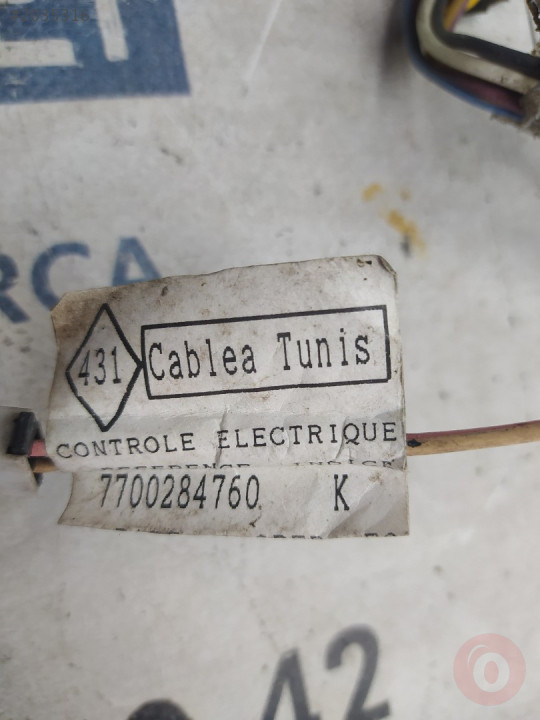 RCA
431
Cablea Tunis
CONTROLE ELECTRIQUE
7700284760 K
42